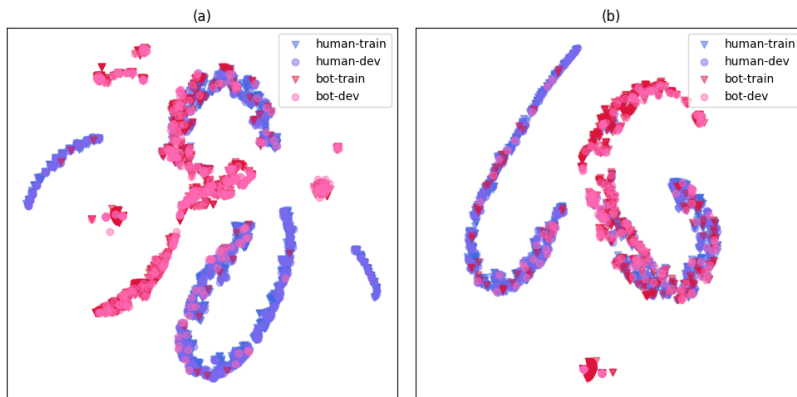 (a)
human-train
human-dev
bot-train
bot-dev
(b)
human-train
human-dev
bot-train
bot-dev